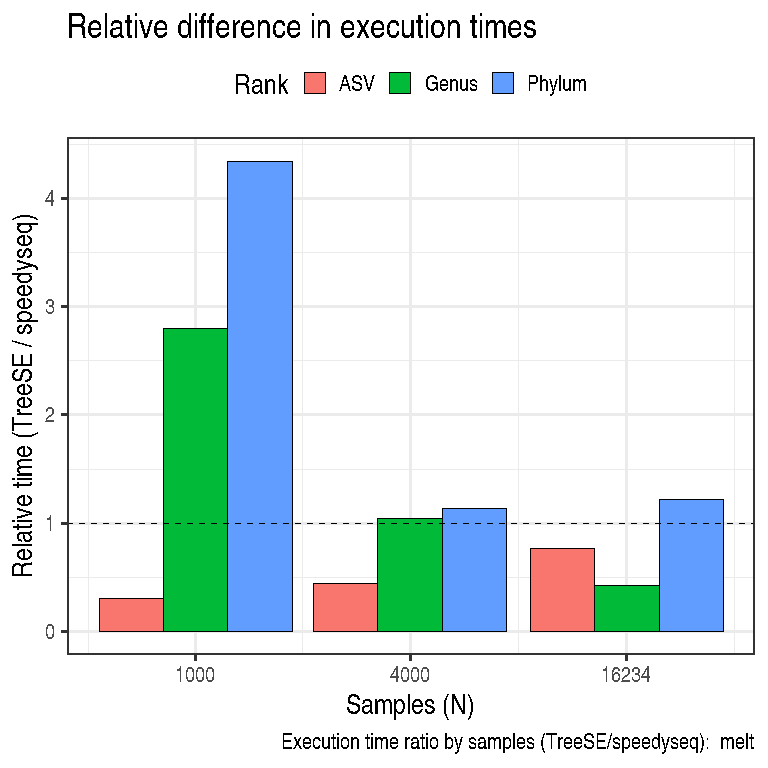 Relative difference in execution times
Rank ASV Genus Phylum
Relative time (TreeSE / speedyseq)
4
3
2
1
0
1000 4000 16234
Samples (N)
Execution time ratio by samples (TreeSE/speedyseq): melt